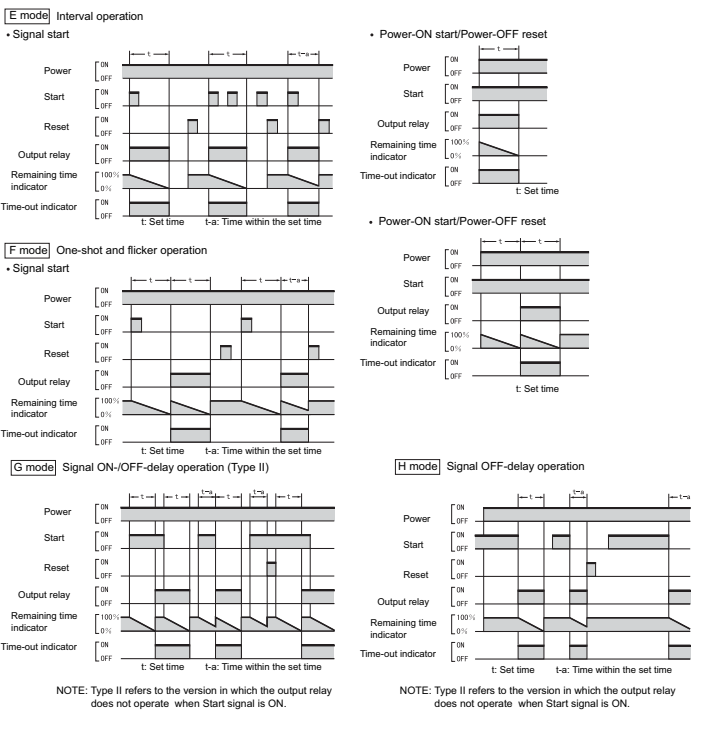 E mode Interval operation
• Signal start
t t t-a
Power ON
OFF
Start ON
OFF
Reset ON
OFF
Output relay ON
OFF
Remaining time indicator 100%
0%
Time-out indicator ON
OFF
t: Set time t-a: Time within the set time
• Power-ON start/Power-OFF reset
t
Power ON
OFF
Start ON
OFF
Output relay ON
OFF
Remaining time indicator 100%
0%
Time-out indicator ON
OFF
t: Set time
F mode One-shot and flicker operation
• Signal start
t t t t-a
Power ON
OFF
Start ON
OFF
Reset ON
OFF
Output relay ON
OFF
Remaining time indicator 100%
0%
Time-out indicator ON
OFF
t: Set time t-a: Time within the set time
• Power-ON start/Power-OFF reset
t t
Power ON
OFF
Start ON
OFF
Output relay ON
OFF
Remaining time indicator 100%
0%
Time-out indicator ON
OFF
t: Set time
G mode Signal ON-/OFF-delay operation (Type II)
t t t-a t t-a t
Power ON
OFF
Start ON
OFF
Reset ON
OFF
Output relay ON
OFF
Remaining time indicator 100%
0%
Time-out indicator ON
OFF
t: Set time t-a: Time within the set time
NOTE: Type II refers to the version in which the output relay
does not operate when Start signal is ON.
H mode Signal OFF-delay operation
t t-a t-a
Power ON
OFF
Start ON
OFF
Reset ON
OFF
Output relay ON
OFF
Remaining time indicator 100%
0%
Time-out indicator ON
OFF
t: Set time t-a: Time within the set time
NOTE: Type II refers to the version in which the output relay
does not operate when Start signal is ON.